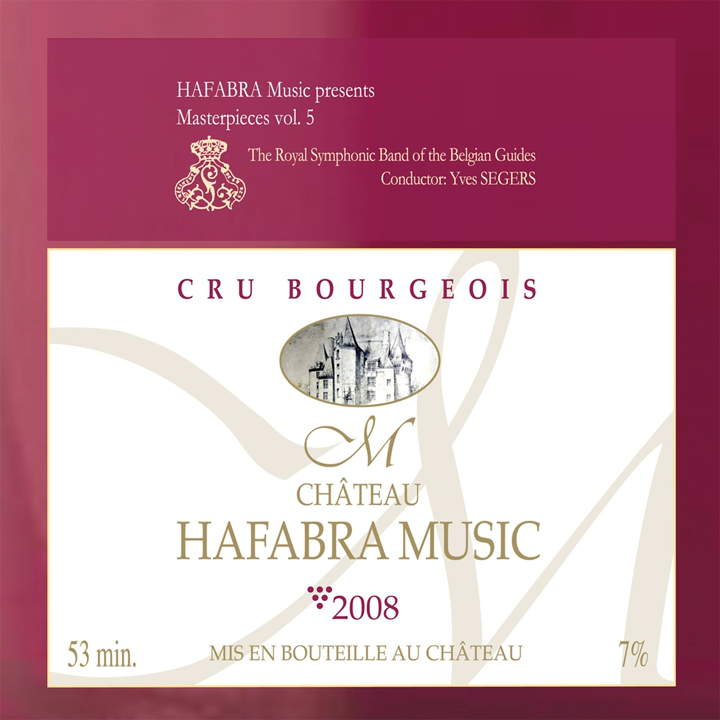 HAFABRA Music presents
Masterpieces vol. 5
The Royal Symphonic Band of the Belgian Guides
Conductor: Yves SEGERS
CRU BOURGEOIS
M
CHÂTEAU
HAFABRA MUSIC
2008
53 min.
MIS EN BOUTEILLE AU CHÂTEAU
7%